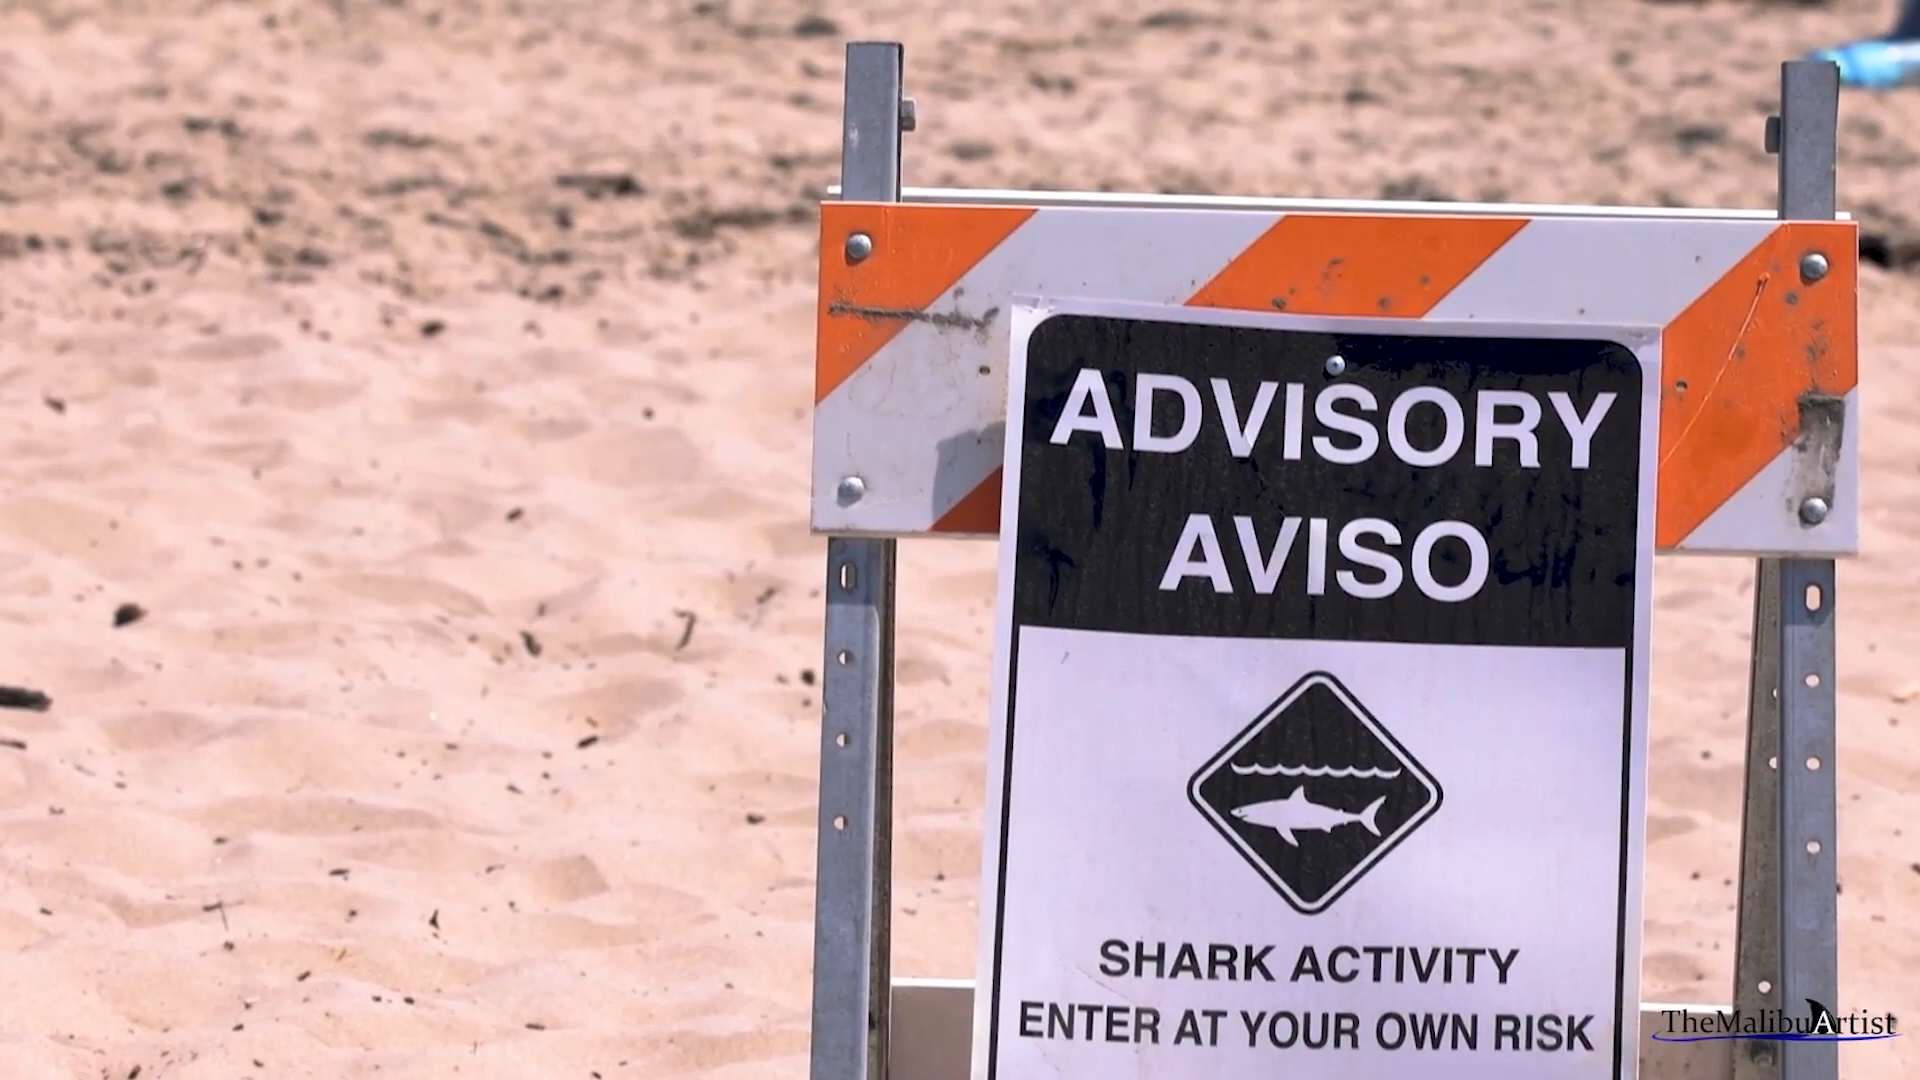 ADVISORY
AVISO
SHARK ACTIVITY
ENTER AT YOUR OWN RISK
TheMalibuArtist